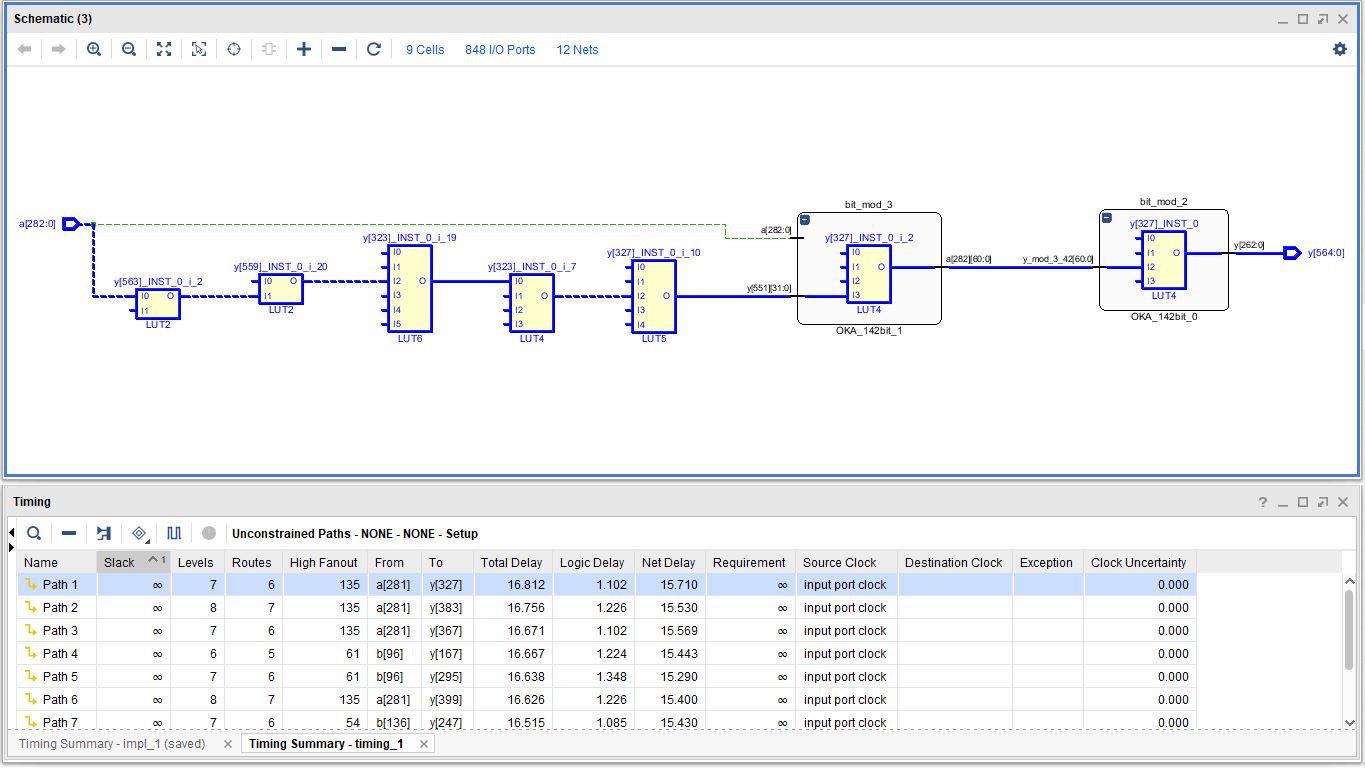 Schematic (3)
9 Cells 848 I/O Ports 12 Nets
bit_mod_3
bit_mod_2
a[282:0]
a[282:0]
y[327]_INST_0_i_2
y[327]_INST_0
y[323]_INST_0_i_19
y[327]_INST_0_i_10
y[559]_INST_0_i_20
y[323]_INST_0_i_7
y[563]_INST_0_i_2
I0 O
I1
LUT2
I0 O
I1
LUT2
I0
I1
I2 O
I3
I4
I5
LUT6
I0
I1 O
I2
I3
LUT4
I0
I1
I2 O
I3
I4
LUT5
y[551][31:0]
I0
I1 O
I2
I3
LUT4
OKA_142bit_1
a[282][60:0]
y_mod_3_42[60:0]
I0
I1 O
I2
I3
LUT4
OKA_142bit_0
y[262:0]
y[564:0]
Timing
?
Unconstrained Paths - NONE - NONE - Setup
Name Slack 1 Levels Routes High Fanout From To Total Delay Logic Delay Net Delay Requirement Source Clock Destination Clock Exception Clock Uncertainty
Path 1 ∞ 7 6 135 a[281] y[327] 16.812 1.102 15.710 ∞ input port clock 0.000
Path 2 ∞ 8 7 135 a[281] y[383] 16.756 1.226 15.530 ∞ input port clock 0.000
Path 3 ∞ 7 6 135 a[281] y[367] 16.671 1.102 15.569 ∞ input port clock 0.000
Path 4 ∞ 6 5 61 b[96] y[167] 16.667 1.224 15.443 ∞ input port clock 0.000
Path 5 ∞ 7 6 61 b[96] y[295] 16.638 1.348 15.290 ∞ input port clock 0.000
Path 6 ∞ 8 7 135 a[281] y[399] 16.626 1.226 15.400 ∞ input port clock 0.000
Path 7 ∞ 7 6 54 b[136] y[247] 16.515 1.085 15.430 ∞ input port clock 0.000
Timing Summary - impl_1 (saved) Timing Summary - timing_1